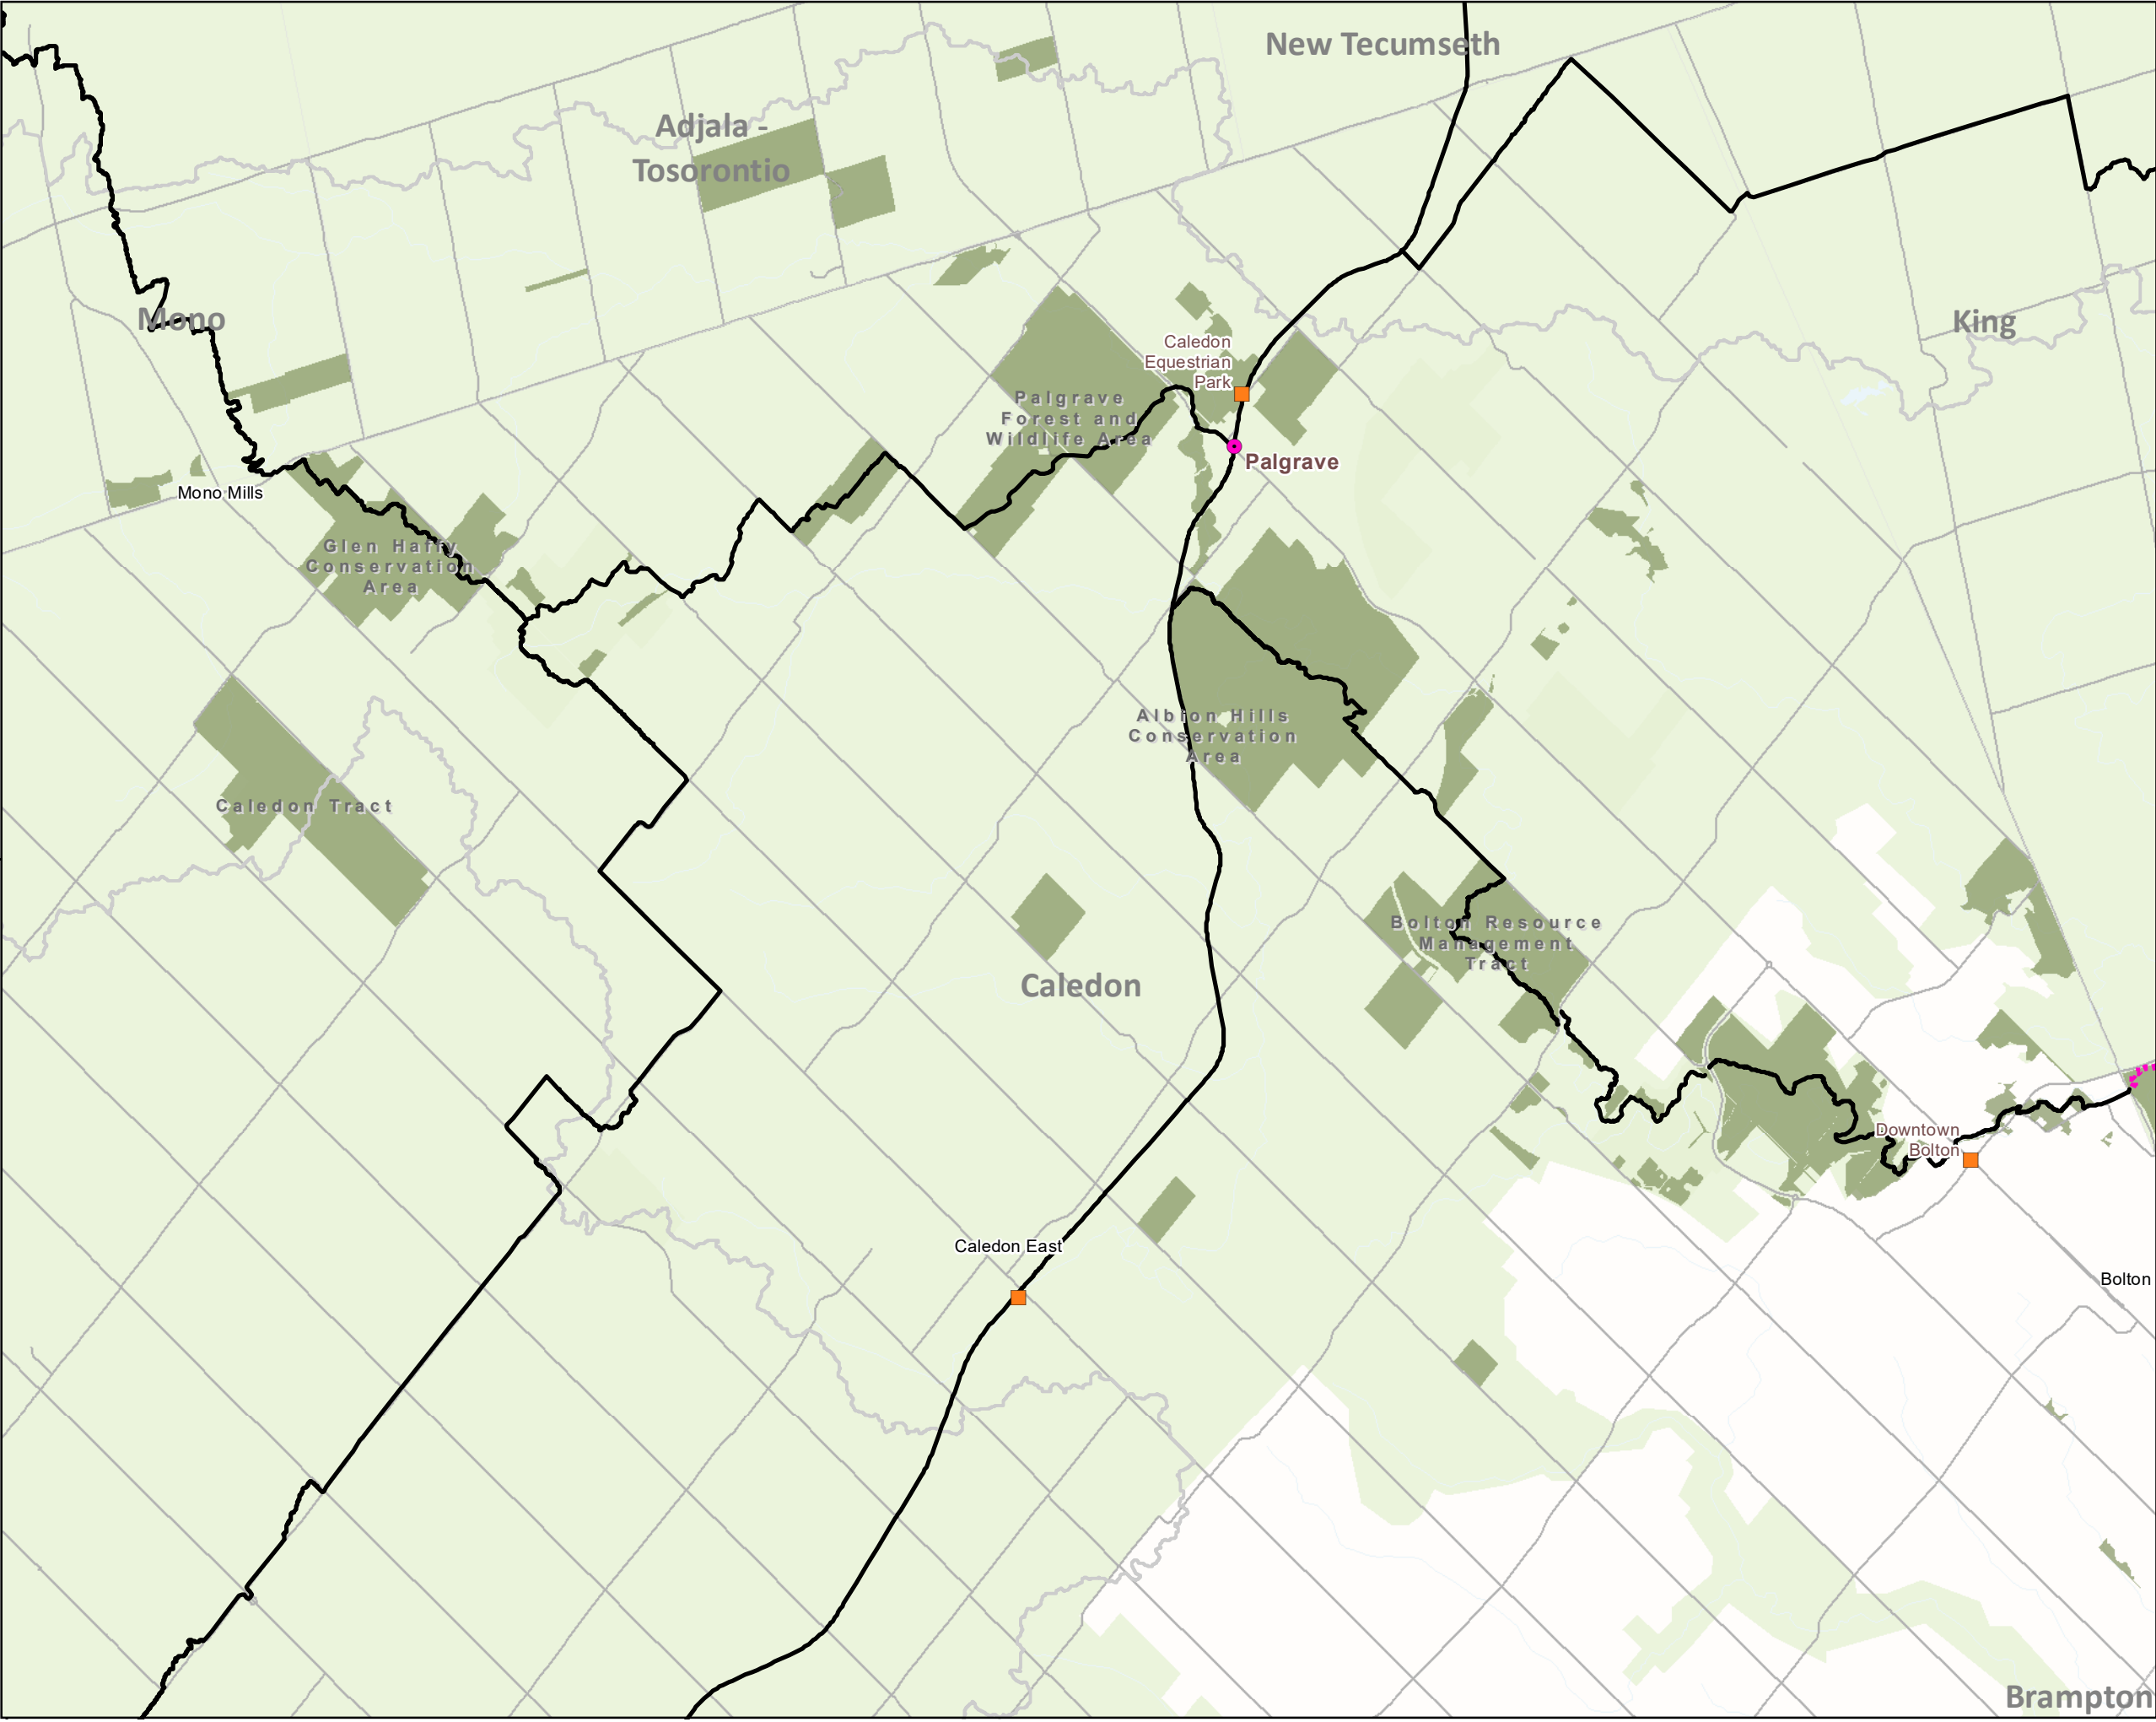 New Tecumseth
Adjala -
Tosorontio
Mono
King
Caledon
Equestrian
Park
Palgrave
Forest and
Wildlife Area
Palgrave
Mono Mills
Glen Haffy
Conservation
Area
Albion Hills
Conservation
Area
Caledon Tract
Bolton Resource
Management
Tract
Caledon
Downtown
Bolton
Caledon East
Bolton
Brampton